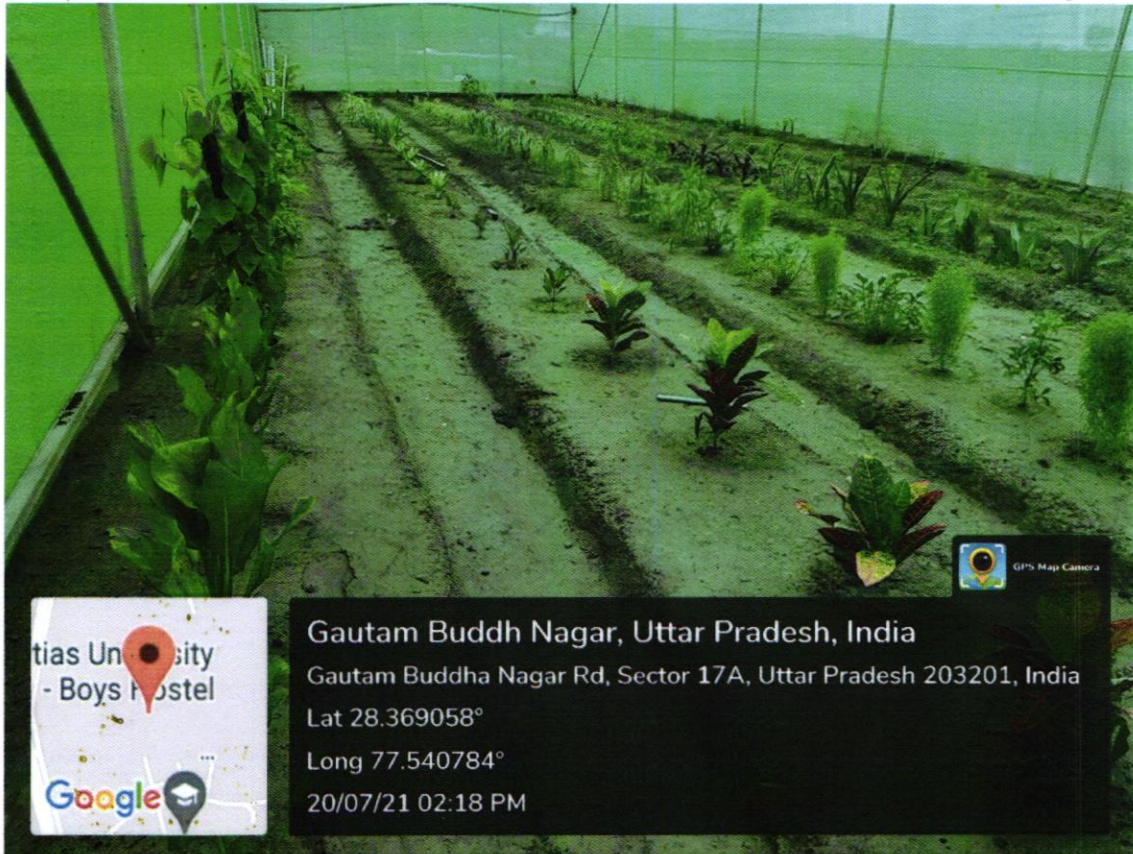 GPS Map Camera
tias Un sity
- Boys H stel
Google
Gautam Buddh Nagar, Uttar Pradesh, India
Gautam Buddha Nagar Rd, Sector 17A, Uttar Pradesh 203201, India
Lat 28.369058°
Long 77.540784°
20/07/21 02:18 PM